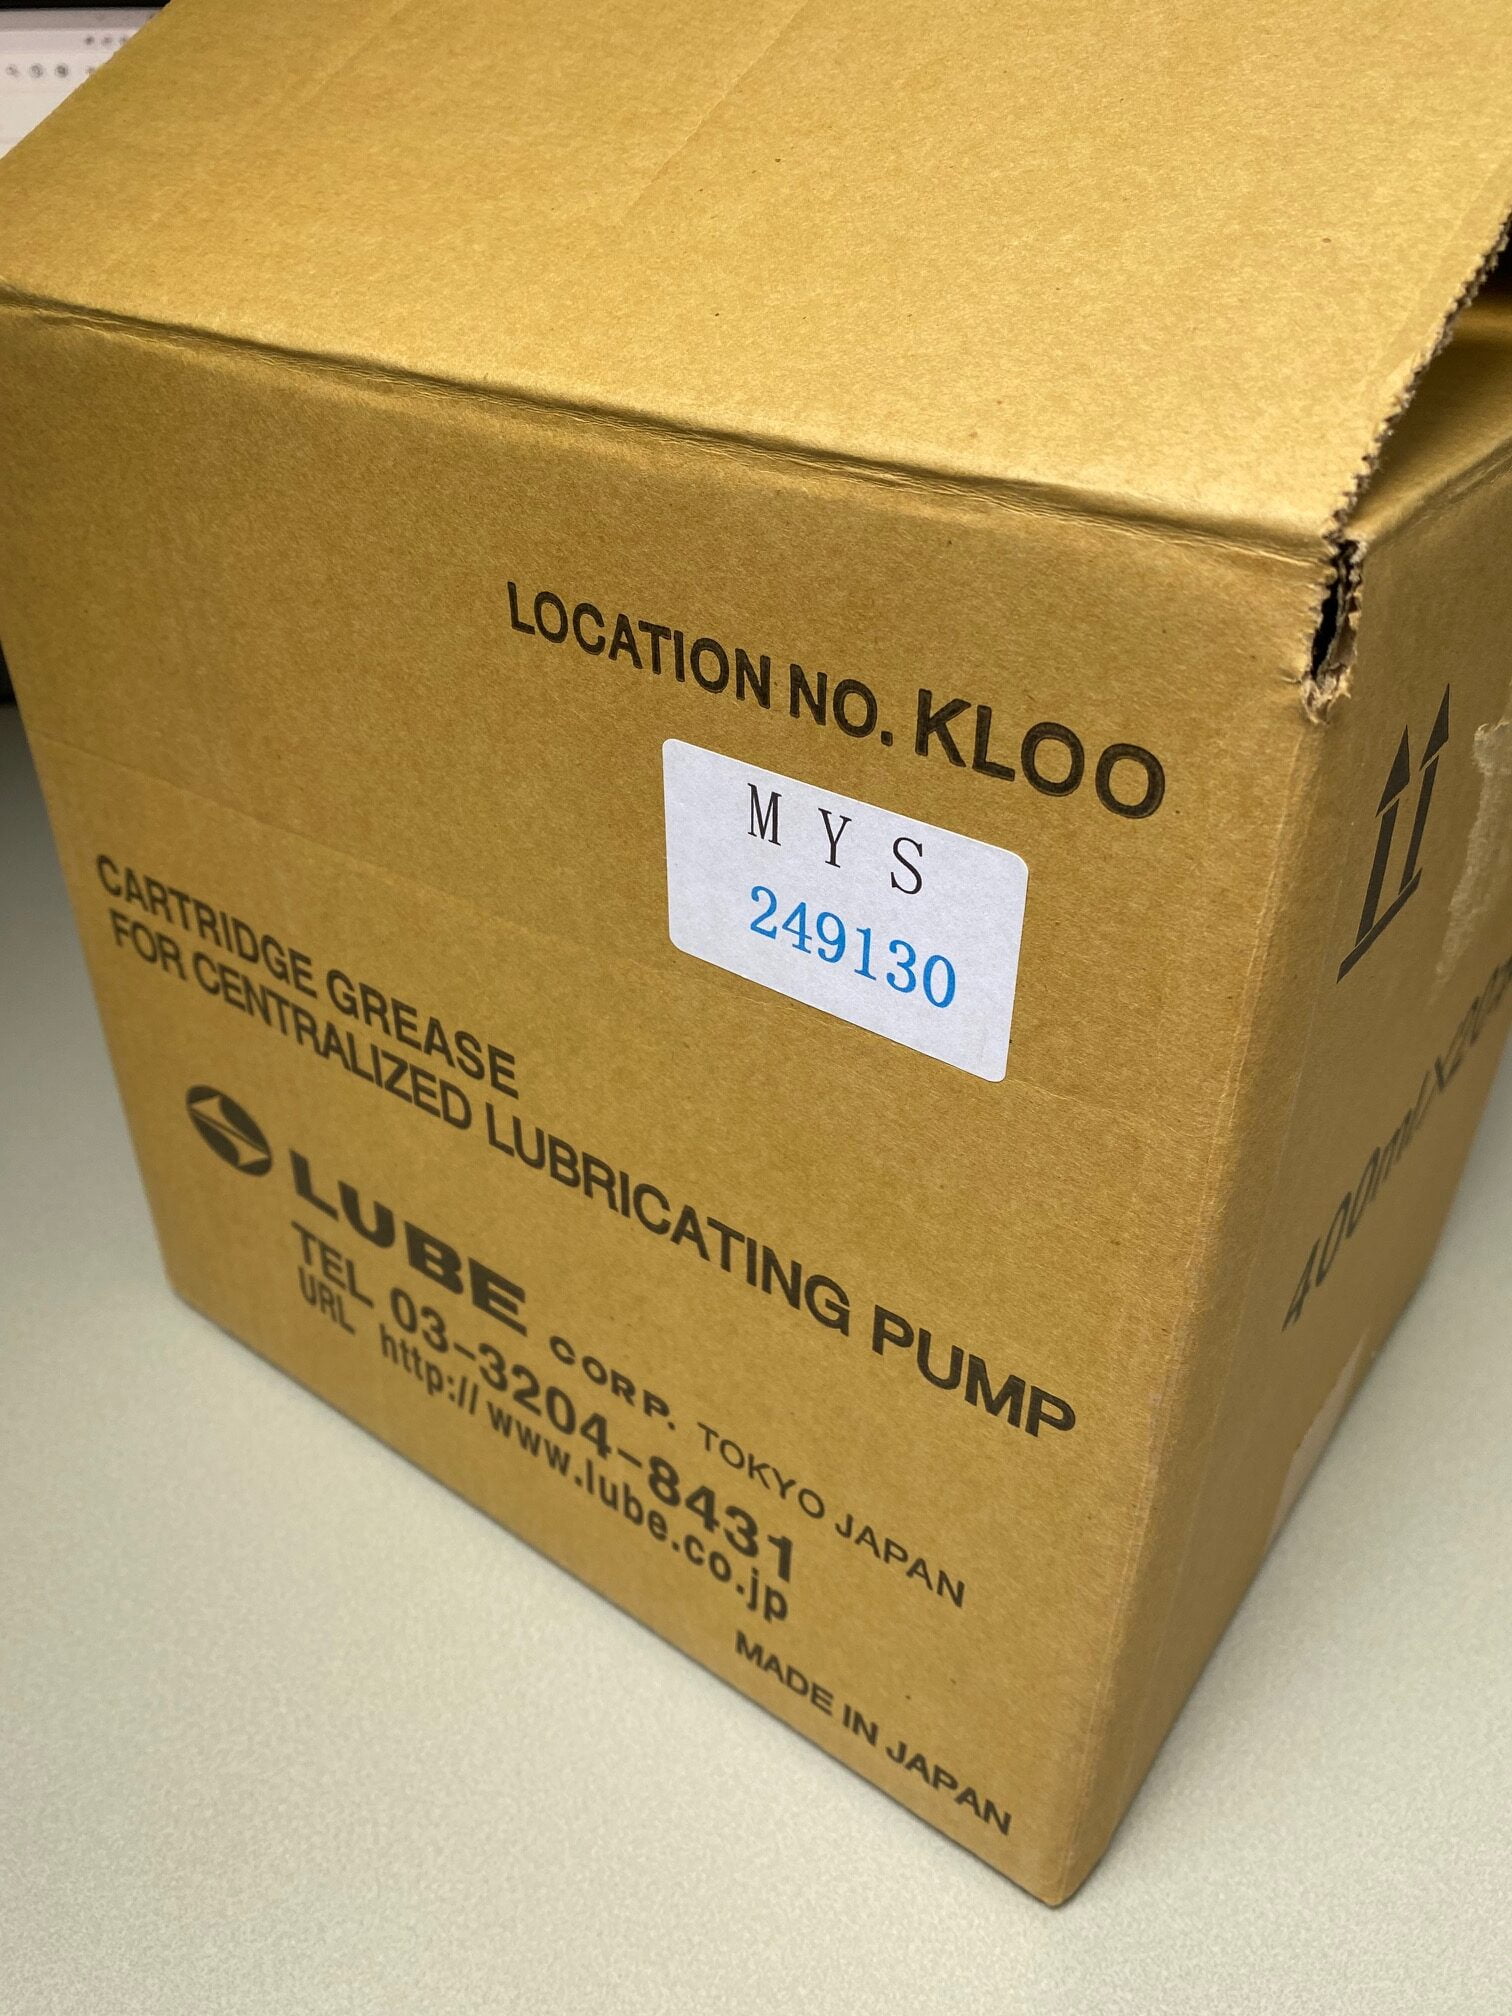 LOCATION NO. KLOO
MYS
249130
CARTRIDGE GREASE
FOR CENTRALIZED LUBRICATING PUMP
LUBE CORP. TOKYO JAPAN
TEL 03-3204-8431
URL http://www.lube.co.jp
MADE IN JAPAN